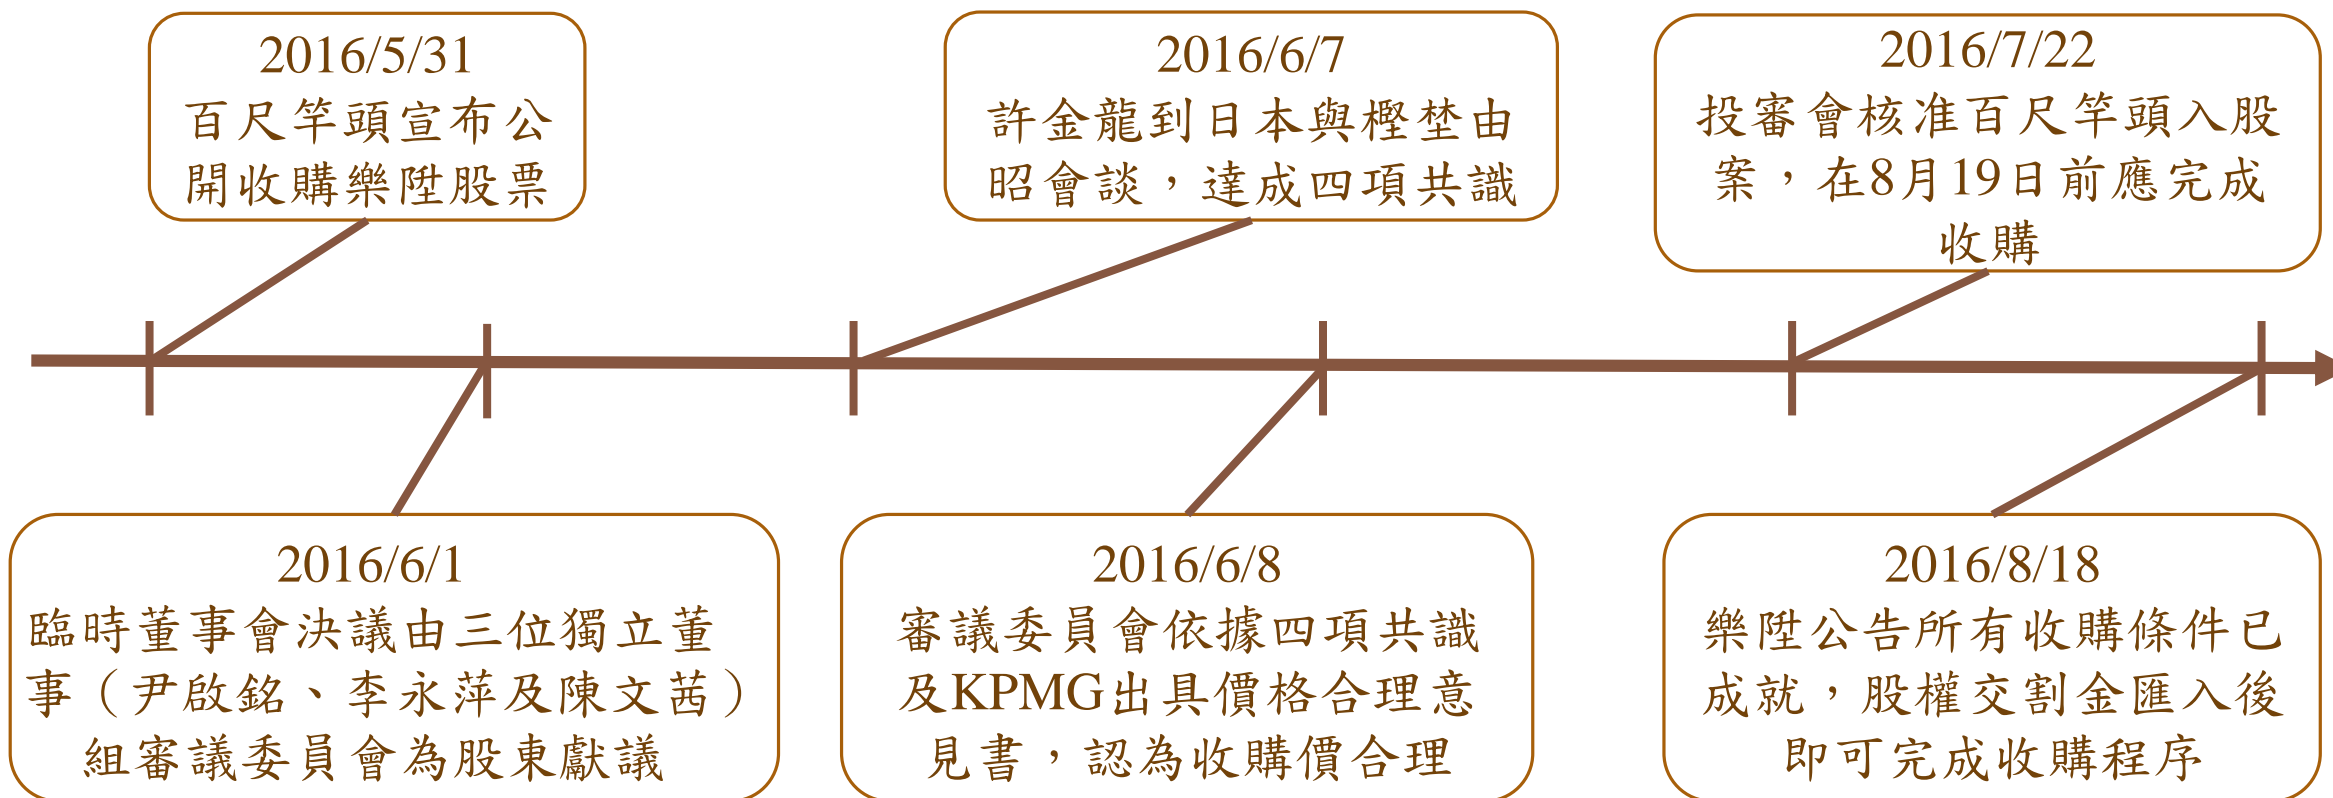 2016/5/31
百尺竿頭宣布公
開收購樂陞股票
2016/6/1
臨時董事會決議由三位獨立董
事（尹啟銘、李永萍及陳文茜）
組審議委員會為股東獻議
2016/6/7
許金龍到日本與樫埜由
昭會談，達成四項共識
2016/6/8
審議委員會依據四項共識
及KPMG出具價格合理意
見書，認為收購價合理
2016/7/22
投審會核准百尺竿頭入股
案，在8月19日前應完成
收購
2016/8/18
樂陞公告所有收購條件已
成就，股權交割金匯入後
即可完成收購程序